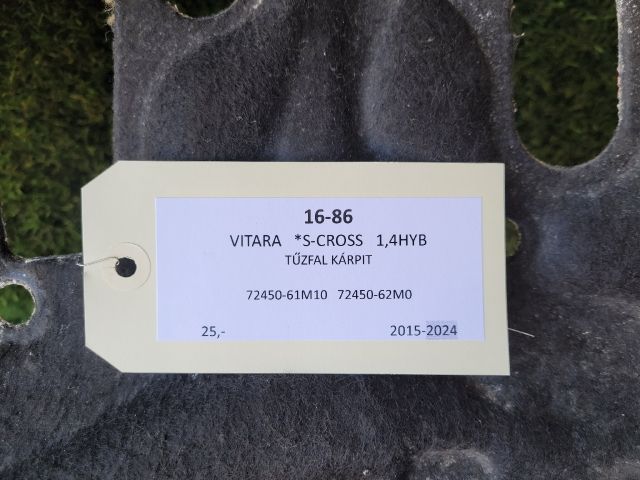 16-86
VITARA *S-CROSS 1,4HYB
TŰZFAL KÁRPIT
72450-61M10 72450-62M0
25,- 2015-2024